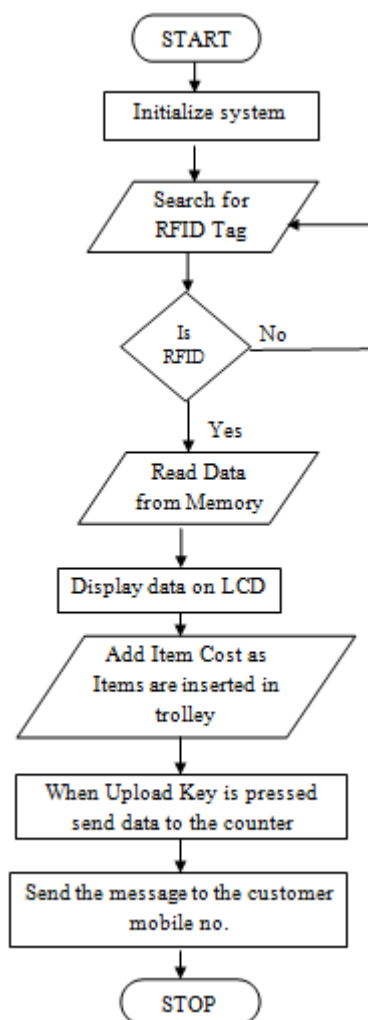 START
Initialize system
Search for
RFID Tag
Is
RFID
No
Yes
Read Data
from Memory
Display data on LCD
Add Item Cost as
Items are inserted in
trolley
When Upload Key is pressed
send data to the counter
Send the message to the customer
mobile no.
STOP